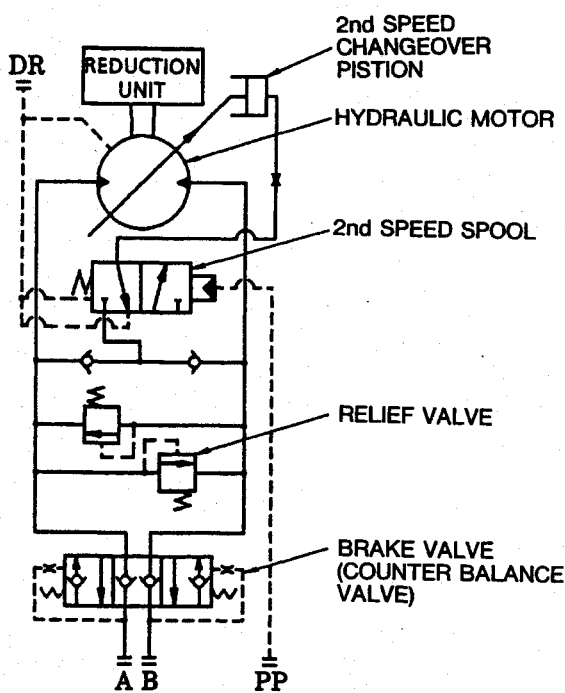 2nd SPEED
CHANGEOVER
PISTION
DR
REDUCTION
UNIT
HYDRAULIC MOTOR
2nd SPEED SPOOL
RELIEF VALVE
BRAKE VALVE
(COUNTER BALANCE
VALVE)
A B PP